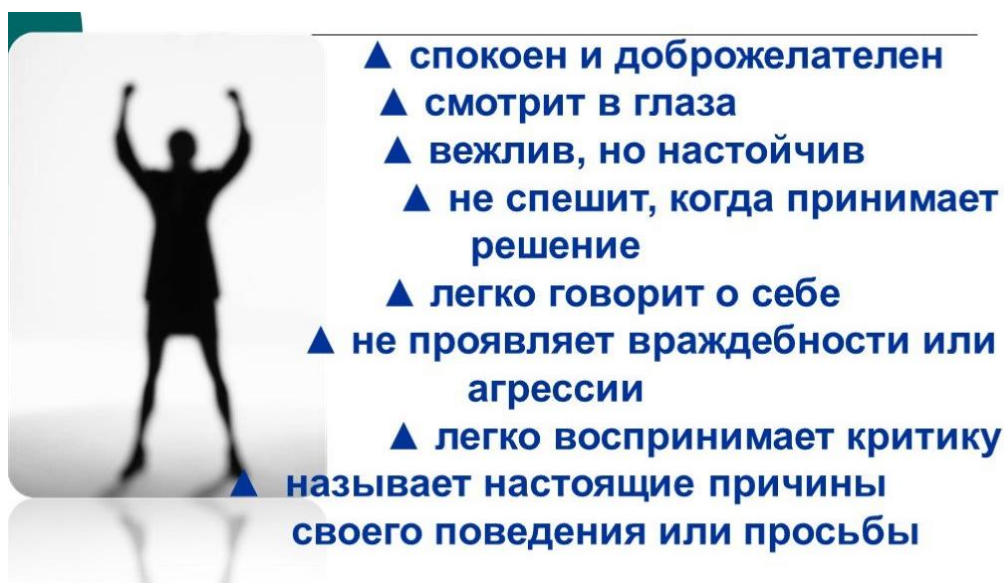 ▲ спокоен и доброжелателен
▲ смотрит в глаза
▲ вежлив, но настойчив
▲ не спешит, когда принимает
решение
▲ легко говорит о себе
▲ не проявляет враждебности или
агрессии
▲ легко воспринимает критику
▲ называет настоящие причины
своего поведения или просьбы